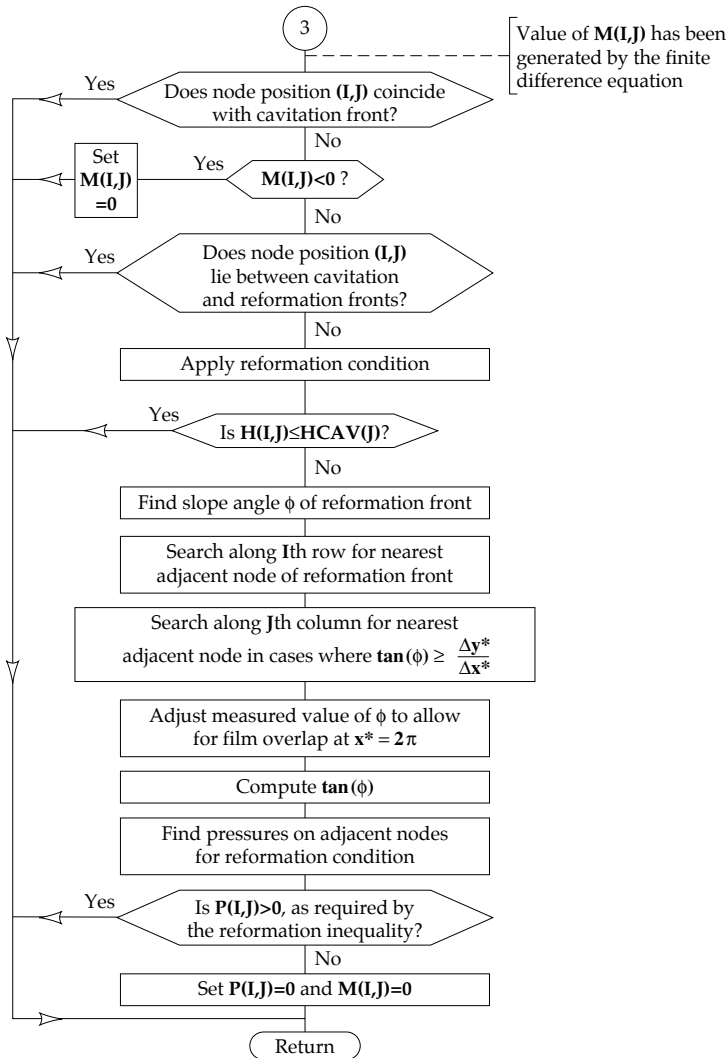 3
Value of M(I,J) has been
generated by the finite
difference equation
Yes
Does node position (I,J) coincide
with cavitation front?
No
Set
M(I,J)
=0
Yes
M(I,J)<0 ?
No
Yes
Does node position (I,J)
lie between cavitation
and reformation fronts?
No
Apply reformation condition
Yes
Is H(I,J)≤HCAV(J)?
No
Find slope angle ϕ of reformation front
Search along Ith row for nearest
adjacent node of reformation front
Search along Jth column for nearest
adjacent node in cases where tan(ϕ) ≥ Δy*/Δx*
Adjust measured value of ϕ to allow
for film overlap at x* = 2π
Compute tan(ϕ)
Find pressures on adjacent nodes
for reformation condition
Yes
Is P(I,J)>0, as required by
the reformation inequality?
No
Set P(I,J)=0 and M(I,J)=0
Return